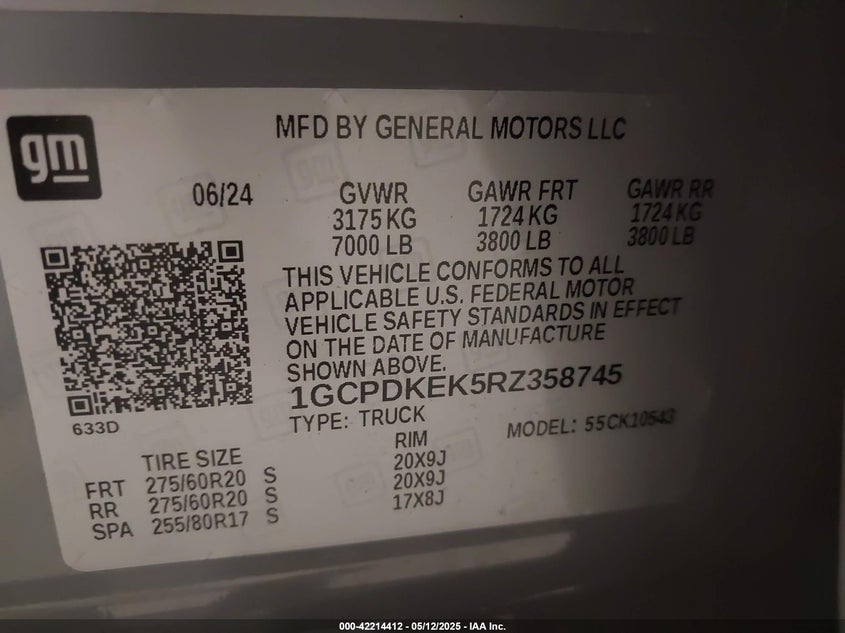 gm
MFD BY GENERAL MOTORS LLC
06/24
GVWR GAWR FRT GAWR RR
3175 KG 1724 KG 1724 KG
7000 LB 3800 LB 3800 LB
THIS VEHICLE CONFORMS TO ALL
APPLICABLE U.S. FEDERAL MOTOR
VEHICLE SAFETY STANDARDS IN EFFECT
ON THE DATE OF MANUFACTURE
SHOWN ABOVE.
1GCPDKEK5RZ358745
633D
TYPE: TRUCK MODEL: 55CK10543
TIRE SIZE RIM
FRT 275/60R20 S 20X9J
RR 275/60R20 S 20X9J
SPA 255/80R17 S 17X8J
000-42214412 - 05/12/2025 - IAA Inc.